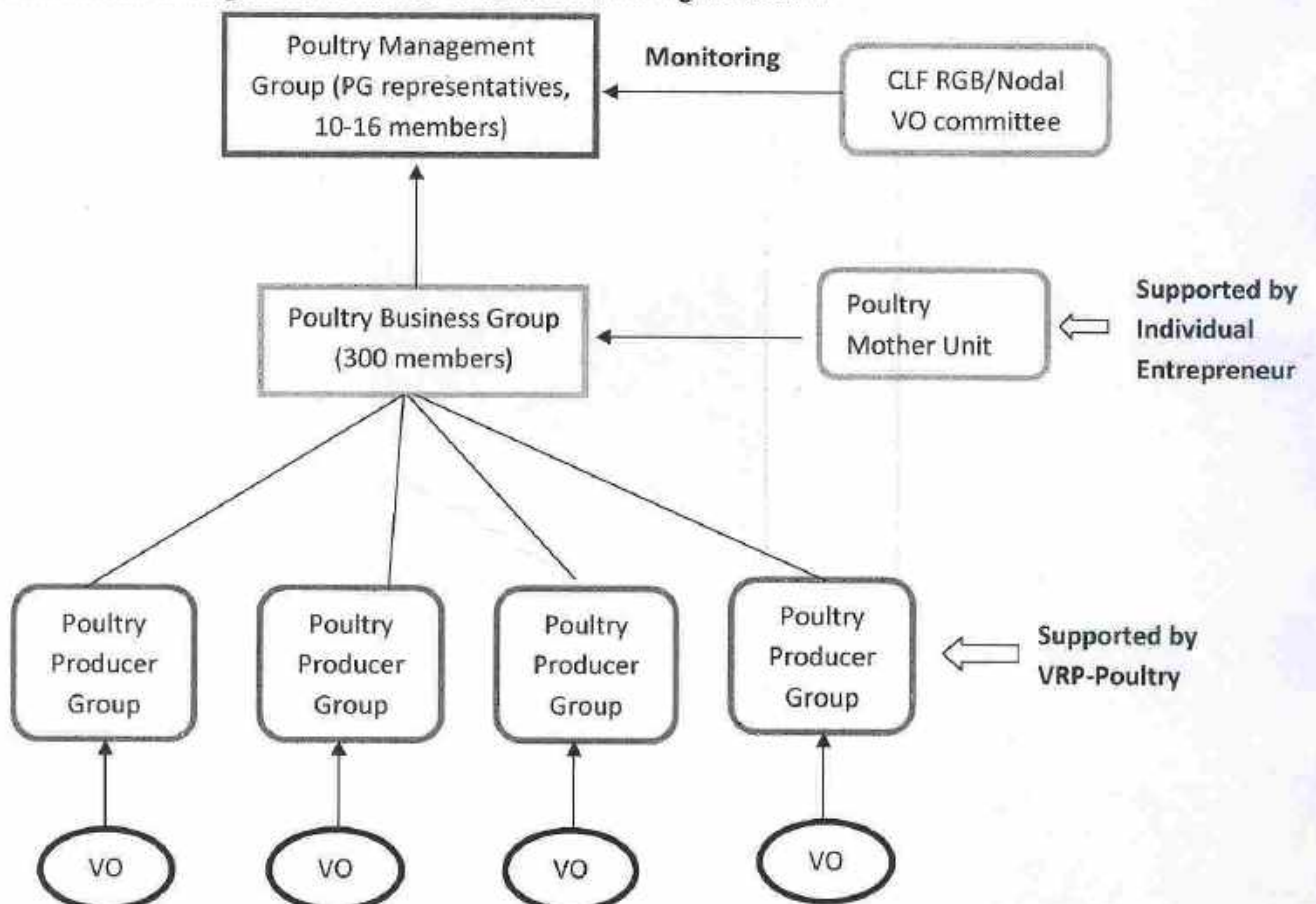 Poultry Management
Group (PG representatives,
10-16 members)
Monitoring
CLF RGB/Nodal
VO committee
Poultry Business Group
(300 members)
Poultry
Mother Unit
Supported by
Individual
Entrepreneur
Poultry
Producer
Group
Poultry
Producer
Group
Poultry
Producer
Group
Poultry
Producer
Group
Supported by
VRP-Poultry
VO
VO
VO
VO